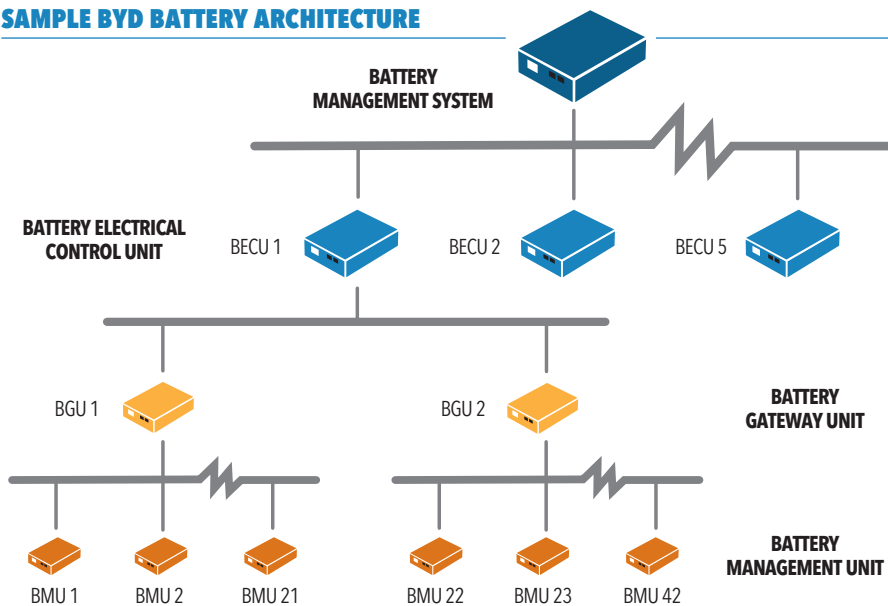 SAMPLE BYD BATTERY ARCHITECTURE
BATTERY
MANAGEMENT SYSTEM
BATTERY ELECTRICAL
CONTROL UNIT
BECU 1
BECU 2
BECU 5
BGU 1
BGU 2
BATTERY
GATEWAY UNIT
BATTERY
MANAGEMENT UNIT
BMU 1
BMU 2
BMU 21
BMU 22
BMU 23
BMU 42